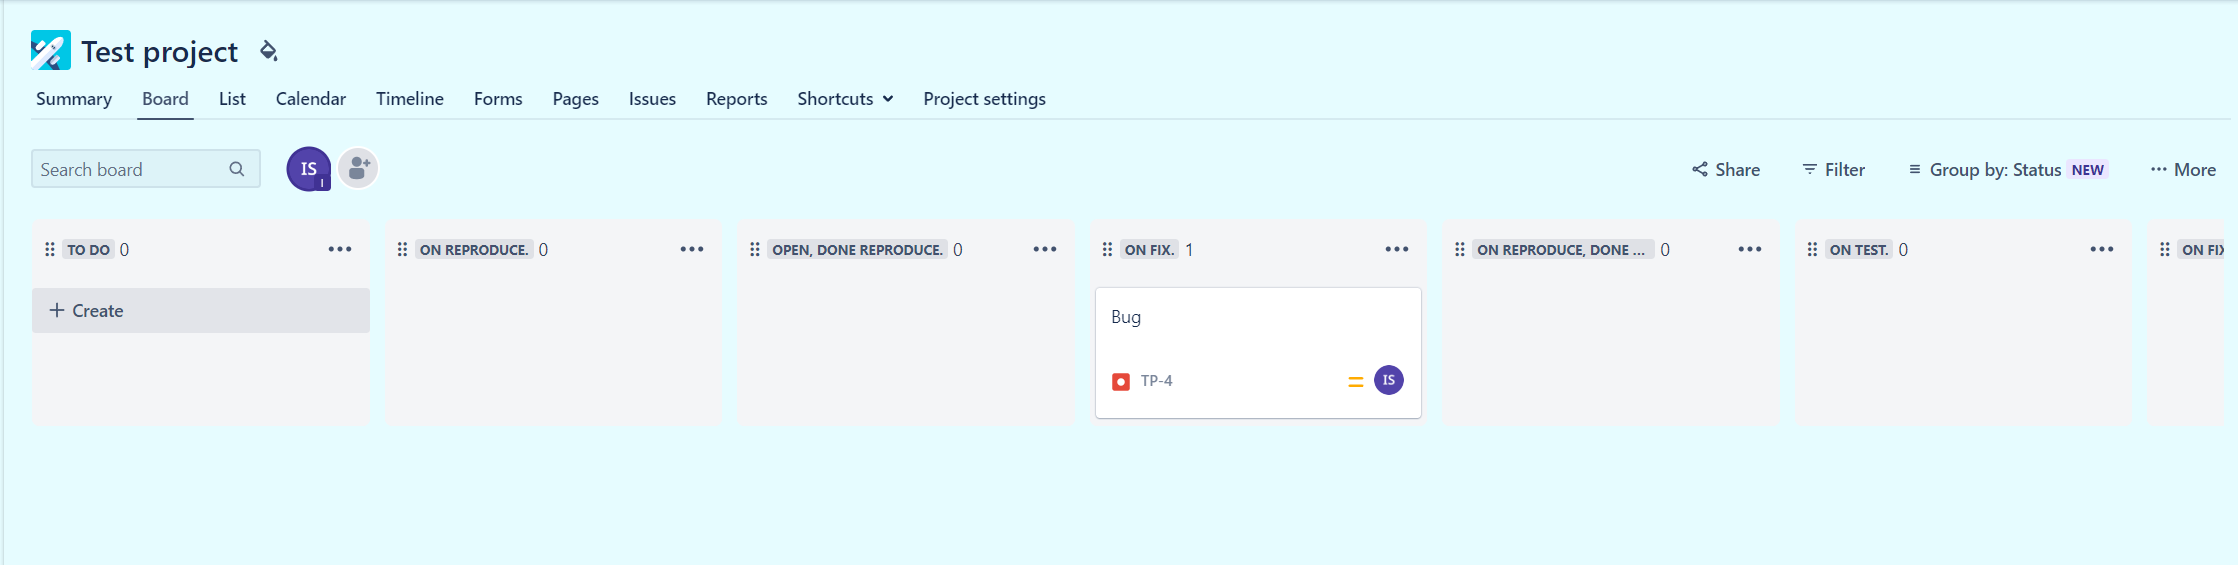 Test project
Summary Board List Calendar Timeline Forms Pages Issues Reports Shortcuts Project settings
Search board IS I Share Filter Group by: Status NEW More
TO DO 0 ON REPRODUCE. 0 OPEN, DONE REPRODUCE. 0 ON FIX. 1 ON REPRODUCE, DONE ... 0 ON TEST. 0 ON
+ Create
Bug
TP-4 IS